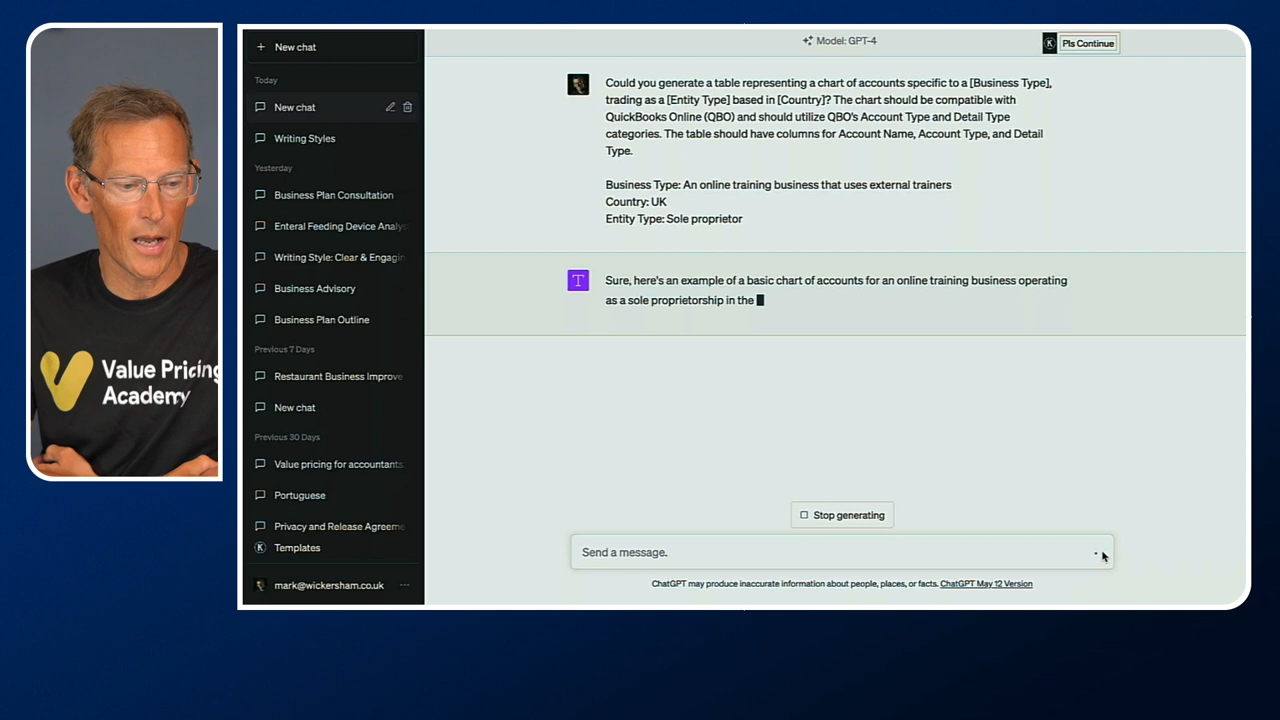 Value Pricing
Academy
New chat
Today
New chat
Writing Styles
Yesterday
Business Plan Consultation
Enteral Feeding Device Analys
Writing Style: Clear & Engagin
Business Advisory
Business Plan Outline
Previous 7 Days
Restaurant Business Improve
New chat
Previous 30 Days
Value pricing for accountants
Portuguese
Privacy and Release Agreeme
K Templates
mark@wickersham.co.uk ...
Model: GPT-4
K Pls Continue
Could you generate a table representing a chart of accounts specific to a [Business Type],
trading as a [Entity Type] based in [Country]? The chart should be compatible with
QuickBooks Online (QBO) and should utilize QBO's Account Type and Detail Type
categories. The table should have columns for Account Name, Account Type, and Detail
Type.
Business Type: An online training business that uses external trainers
Country: UK
Entity Type: Sole proprietor
T
Sure, here's an example of a basic chart of accounts for an online training business operating
as a sole proprietorship in the
Stop generating
Send a message.
ChatGPT may produce inaccurate information about people, places, or facts. ChatGPT May 12 Version